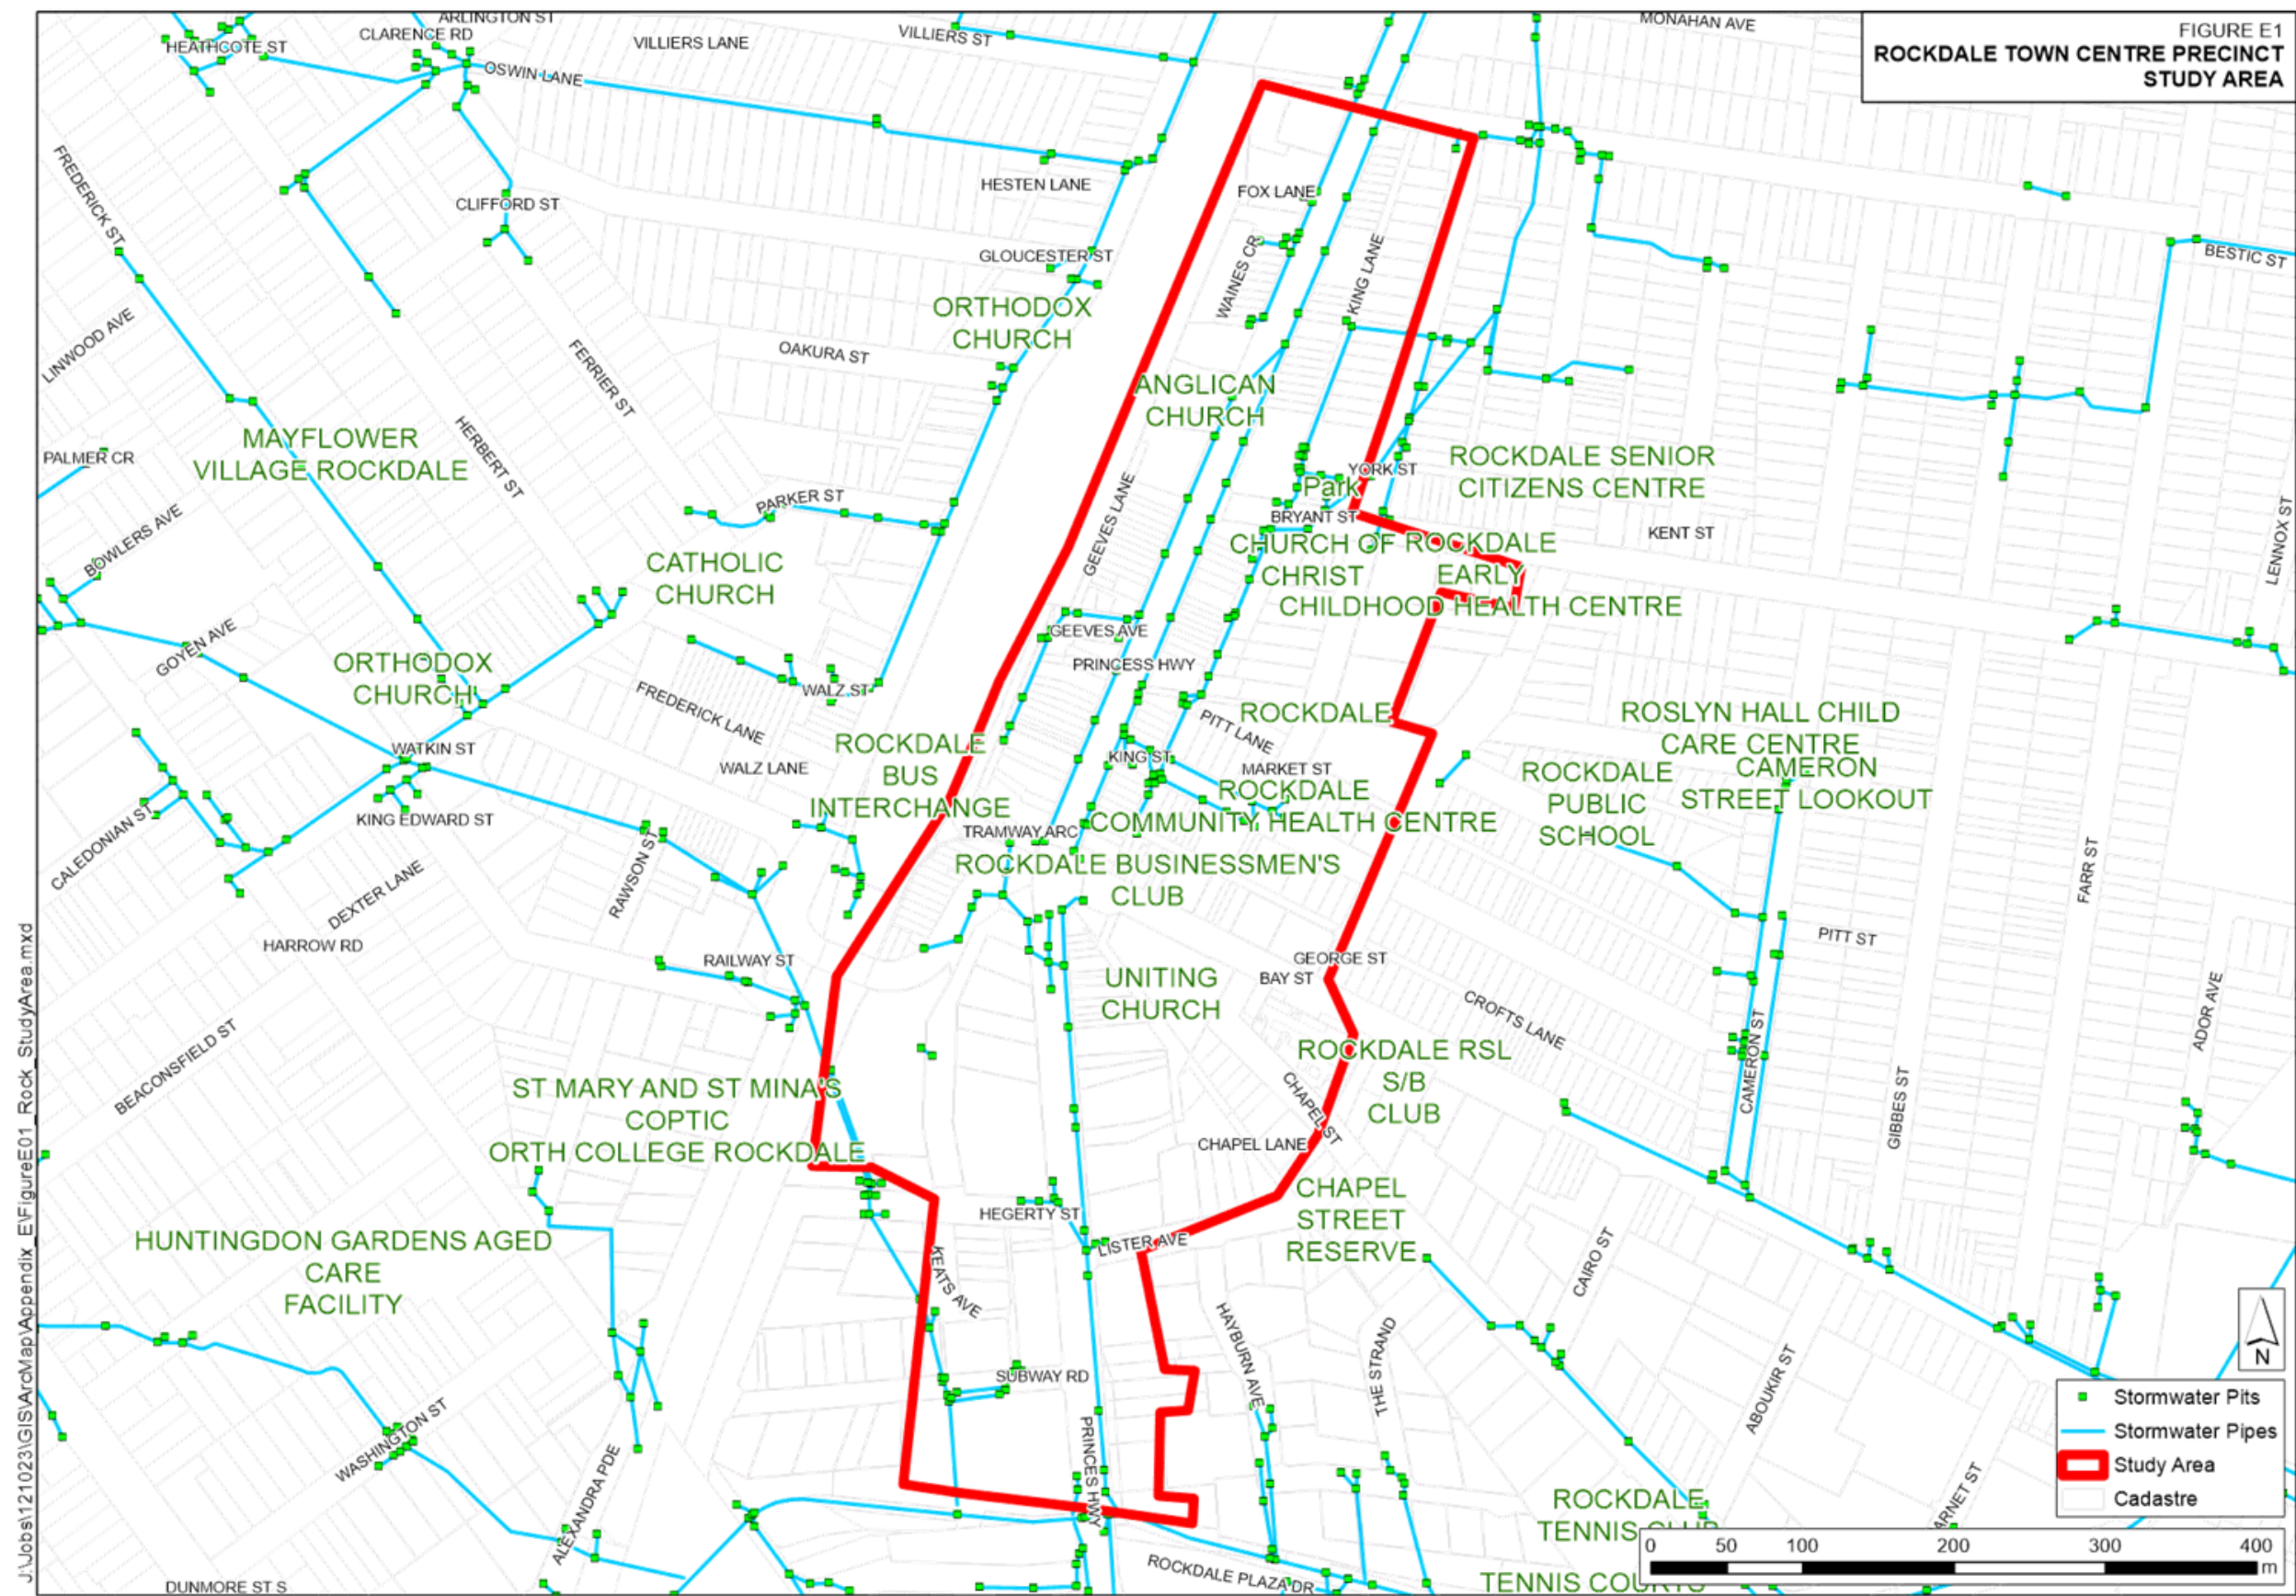 FIGURE E1
ROCKDALE TOWN CENTRE PRECINCT
STUDY AREA
ARLINGTON ST
CLARENCE RD
HEATHCOTE ST
VILLIERS LANE
VILLIERS ST
MONAHAN AVE
OSWIN LANE
FREDERICK ST
CLIFFORD ST
HESTEN LANE
FOX LANE
WAINES CR
KING LANE
GLOUCESTER ST
BESTIC ST
ORTHODOX
CHURCH
LINWOOD AVE
FERRIER ST
OAKURA ST
ANGLICAN
CHURCH
MAYFLOWER
VILLAGE ROCKDALE
PALMER CR
HERBERT ST
BOWLERS AVE
PARKER ST
GEEVES LANE
YORK ST
Park
BRYANT ST
ROCKDALE SENIOR
CITIZENS CENTRE
KENT ST
LENNOX ST
CATHOLIC
CHURCH
CHURCH OF
CHRIST
ROCKDALE
EARLY
CHILDHOOD HEALTH CENTRE
GOYEN AVE
ORTHODOX
CHURCH
GEEVES AVE
PRINCESS HWY
WALZ ST
FREDERICK LANE
WATKIN ST
WALZ LANE
ROCKDALE
BUS
INTERCHANGE
PITT LANE
ROCKDALE
KING ST
MARKET ST
ROCKDALE
COMMUNITY HEALTH CENTRE
ROSLYN HALL CHILD
CARE CENTRE
CAMERON
STREET LOOKOUT
ROCKDALE
PUBLIC
SCHOOL
CALEDONIAN ST
KING EDWARD ST
RAWSON ST
TRAMWAY ARC
ROCKDALE BUSINESSMEN'S
CLUB
FARR ST
DEXTER LANE
HARROW RD
RAILWAY ST
GEORGE ST
BAY ST
UNITING
CHURCH
PITT ST
CROFTS LANE
ADOR AVE
CAMERON ST
BEACONSFIELD ST
ROCKDALE RSL
S/B
CLUB
GIBBES ST
ST MARY AND ST MINA'S
COPTIC
ORTH COLLEGE ROCKDALE
CHAPEL ST
CHAPEL LANE
HEGERTY ST
LISTER AVE
CHAPEL
STREET
RESERVE
HUNTINGDON GARDENS AGED
CARE
FACILITY
KEATS AVE
CAIRO ST
HAYBURN AVE
THE STRAND
ABOUKIR ST
SUBWAY RD
WASHINGTON ST
ALEXANDRA PDE
PRINCES HWY
ROCKDALE
TENNIS CLUB
ROCKDALE PLAZA DR
TENNIS COURTS
DUNMORE ST S
N
Stormwater Pits
Stormwater Pipes
Study Area
Cadastre
0 50 100 200 300 400
m
J:\Jobs\121023\GIS\ArcMap\Appendix_E\FigureE01_Rock_StudyArea.mxd